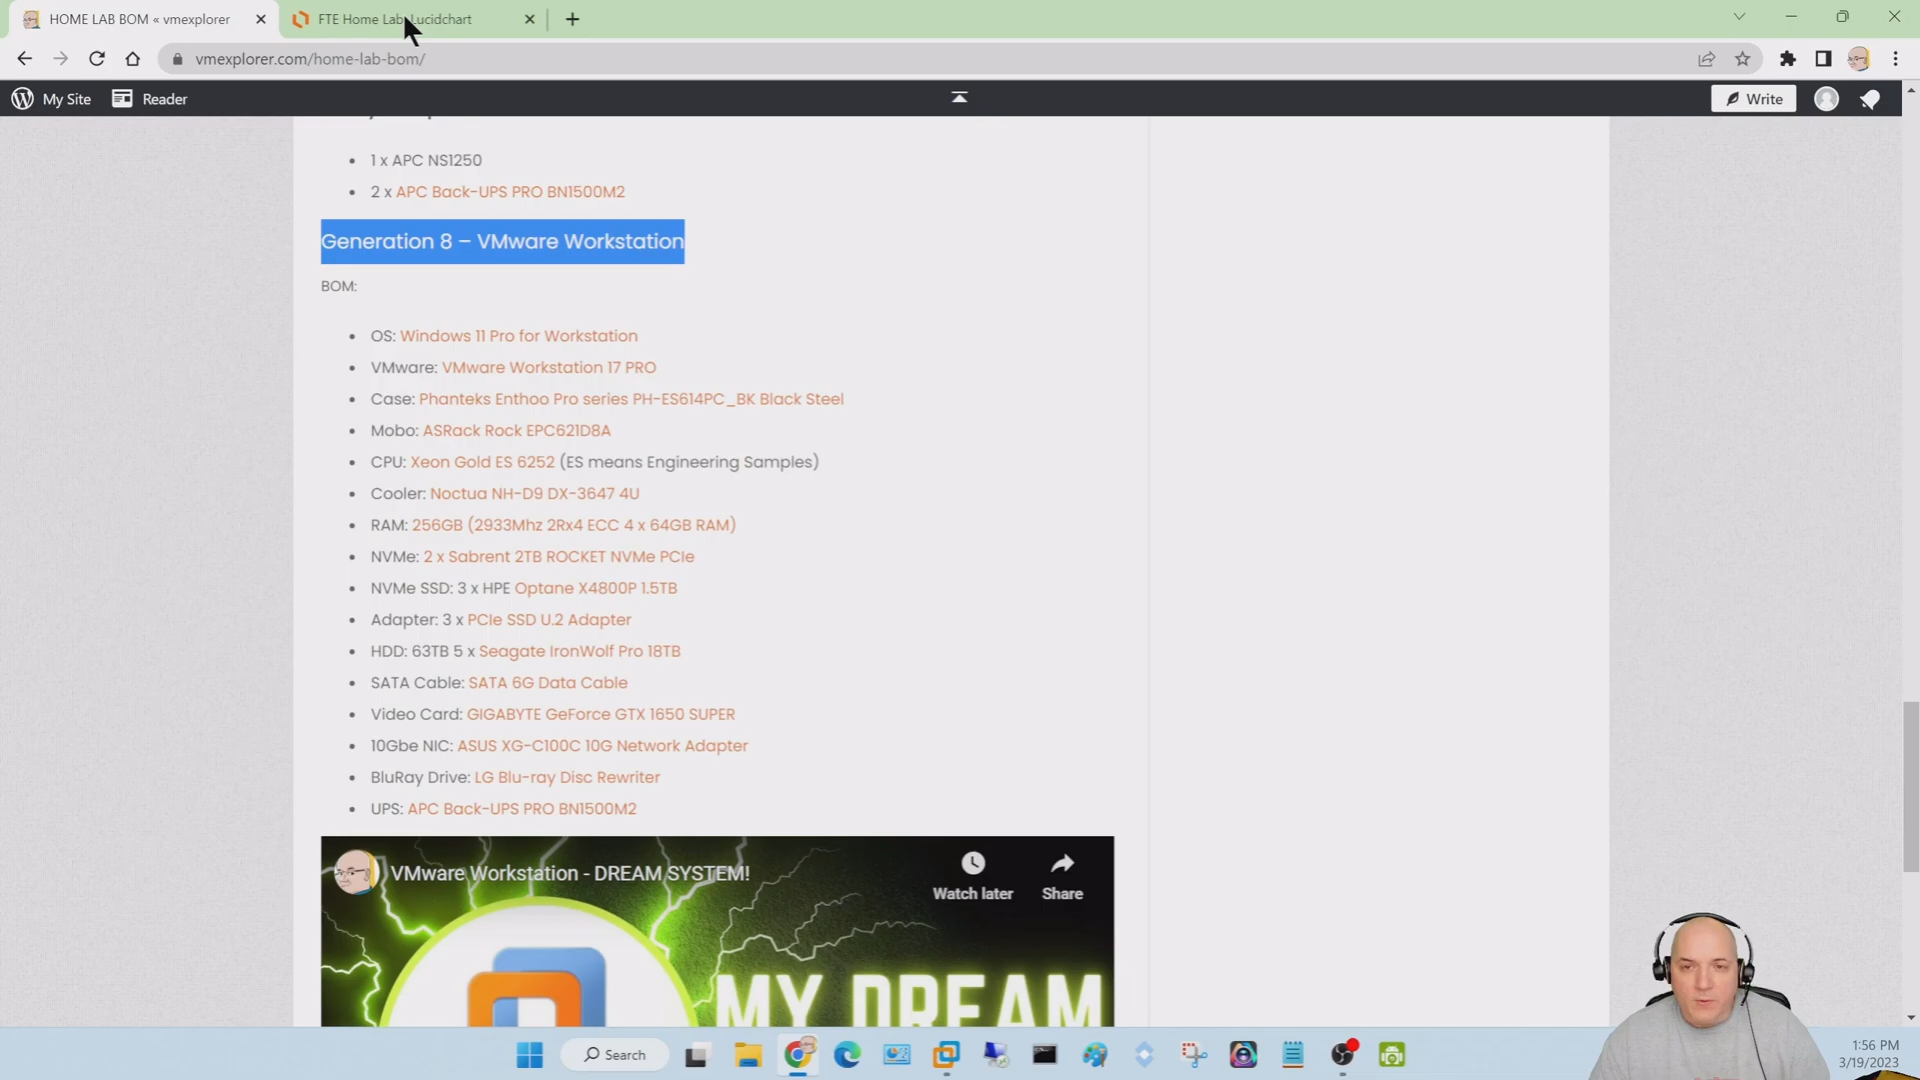 HOME LAB BOM « vmexplorer
FTE Home Lab: Lucidchart
vmexplorer.com/home-lab-bom/
My Site
Reader
Write
1 x APC NS1250
2 x APC Back-UPS PRO BN1500M2
Generation 8 – VMware Workstation
BOM:
OS: Windows 11 Pro for Workstation
VMware: VMware Workstation 17 PRO
Case: Phanteks Enthoo Pro series PH-ES614PC_BK Black Steel
Mobo: ASRack Rock EPC621D8A
CPU: Xeon Gold ES 6252 (ES means Engineering Samples)
Cooler: Noctua NH-D9 DX-3647 4U
RAM: 256GB (2933Mhz 2Rx4 ECC 4 x 64GB RAM)
NVMe: 2 x Sabrent 2TB ROCKET NVMe PCIe
NVMe SSD: 3 x HPE Optane X4800P 1.5TB
Adapter: 3 x PCIe SSD U.2 Adapter
HDD: 63TB 5 x Seagate IronWolf Pro 18TB
SATA Cable: SATA 6G Data Cable
Video Card: GIGABYTE GeForce GTX 1650 SUPER
10Gbe NIC: ASUS XG-C100C 10G Network Adapter
BluRay Drive: LG Blu-ray Disc Rewriter
UPS: APC Back-UPS PRO BN1500M2
VMware Workstation - DREAM SYSTEM!
Watch later
Share
MY DREAM
Search
1:56 PM
3/19/2023